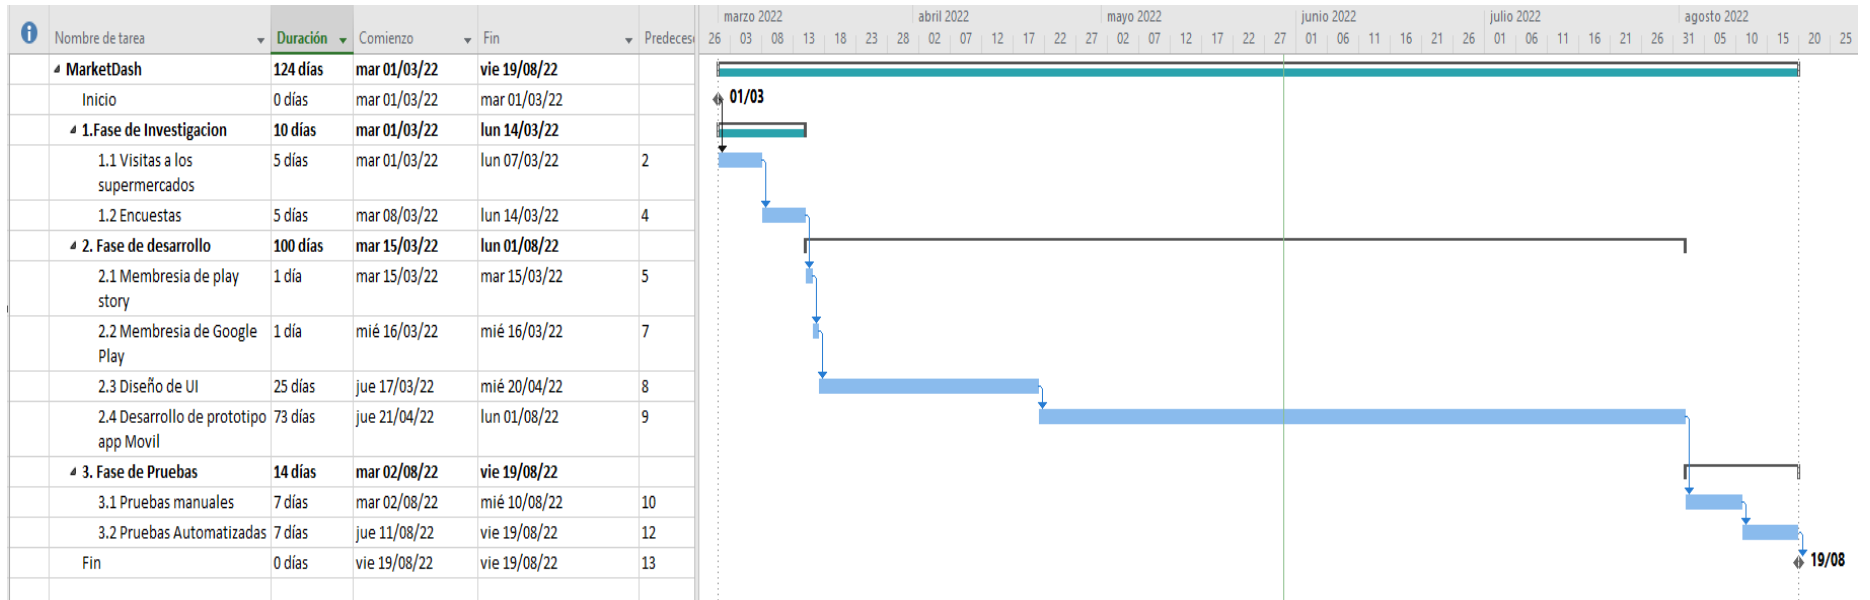 marzo 2022 abril 2022 mayo 2022 junio 2022 julio 2022 agosto 2022
Nombre de tarea Duración Comienzo Fin Predeces 26 03 08 13 18 23 28 02 07 12 17 22 27 02 07 12 17 22 27 01 06 11 16 21 26 01 06 11 16 21 26 31 05 10 15 20 25
MarketDash 124 días mar 01/03/22 vie 19/08/22
Inicio 0 días mar 01/03/22 mar 01/03/22 01/03
1.Fase de Investigacion 10 días mar 01/03/22 lun 14/03/22
1.1 Visitas a los 5 días mar 01/03/22 lun 07/03/22 2
supermercados
1.2 Encuestas 5 días mar 08/03/22 lun 14/03/22 4
2. Fase de desarrollo 100 días mar 15/03/22 lun 01/08/22
2.1 Membresia de play 1 día mar 15/03/22 mar 15/03/22 5
story
2.2 Membresia de Google 1 día mié 16/03/22 mié 16/03/22 7
Play
2.3 Diseño de UI 25 días jue 17/03/22 mié 20/04/22 8
2.4 Desarrollo de prototipo 73 días jue 21/04/22 lun 01/08/22 9
app Movil
3. Fase de Pruebas 14 días mar 02/08/22 vie 19/08/22
3.1 Pruebas manuales 7 días mar 02/08/22 mié 10/08/22 10
3.2 Pruebas Automatizadas 7 días jue 11/08/22 vie 19/08/22 12
Fin 0 días vie 19/08/22 vie 19/08/22 13 19/08